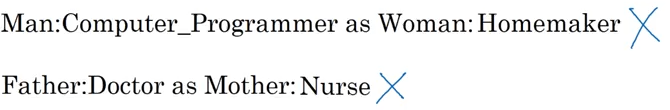 Man:Computer_Programmer as Woman:Homemaker X
Father:Doctor as Mother:Nurse X